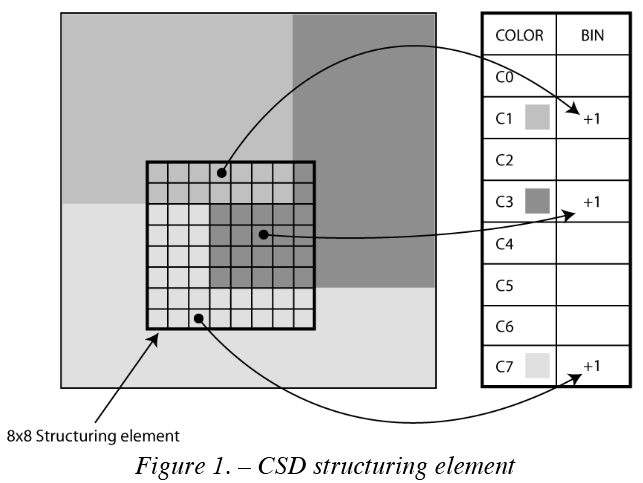 COLOR BIN
C0
C1 +1
C2
C3 +1
C4
C5
C6
C7 +1
8x8 Structuring element
Figure 1. – CSD structuring element